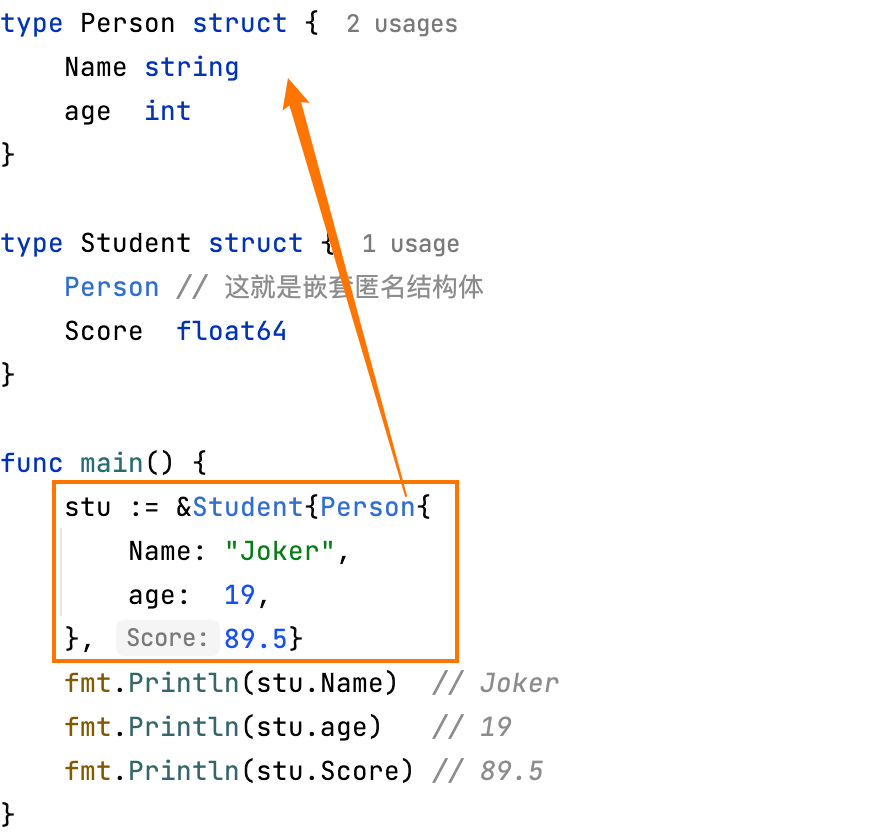 type Person struct { 2 usages
    Name string
    age  int
}

type Student struct { 1 usage
    Person // 这就是嵌套匿名结构体
    Score  float64
}

func main() {
    stu := &Student{Person{
        Name: "Joker",
        age:  19,
    }, Score: 89.5}
    fmt.Println(stu.Name)  // Joker
    fmt.Println(stu.age)   // 19
    fmt.Println(stu.Score) // 89.5
}